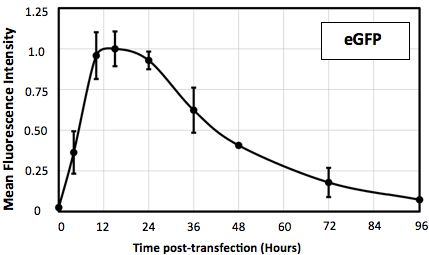 1.25
eGFP
1.0
0.75
0.50
0.25
0
0 12 24 36 48 60 72 84 96
Mean Fluorescence Intensity
Time post-transfection (Hours)